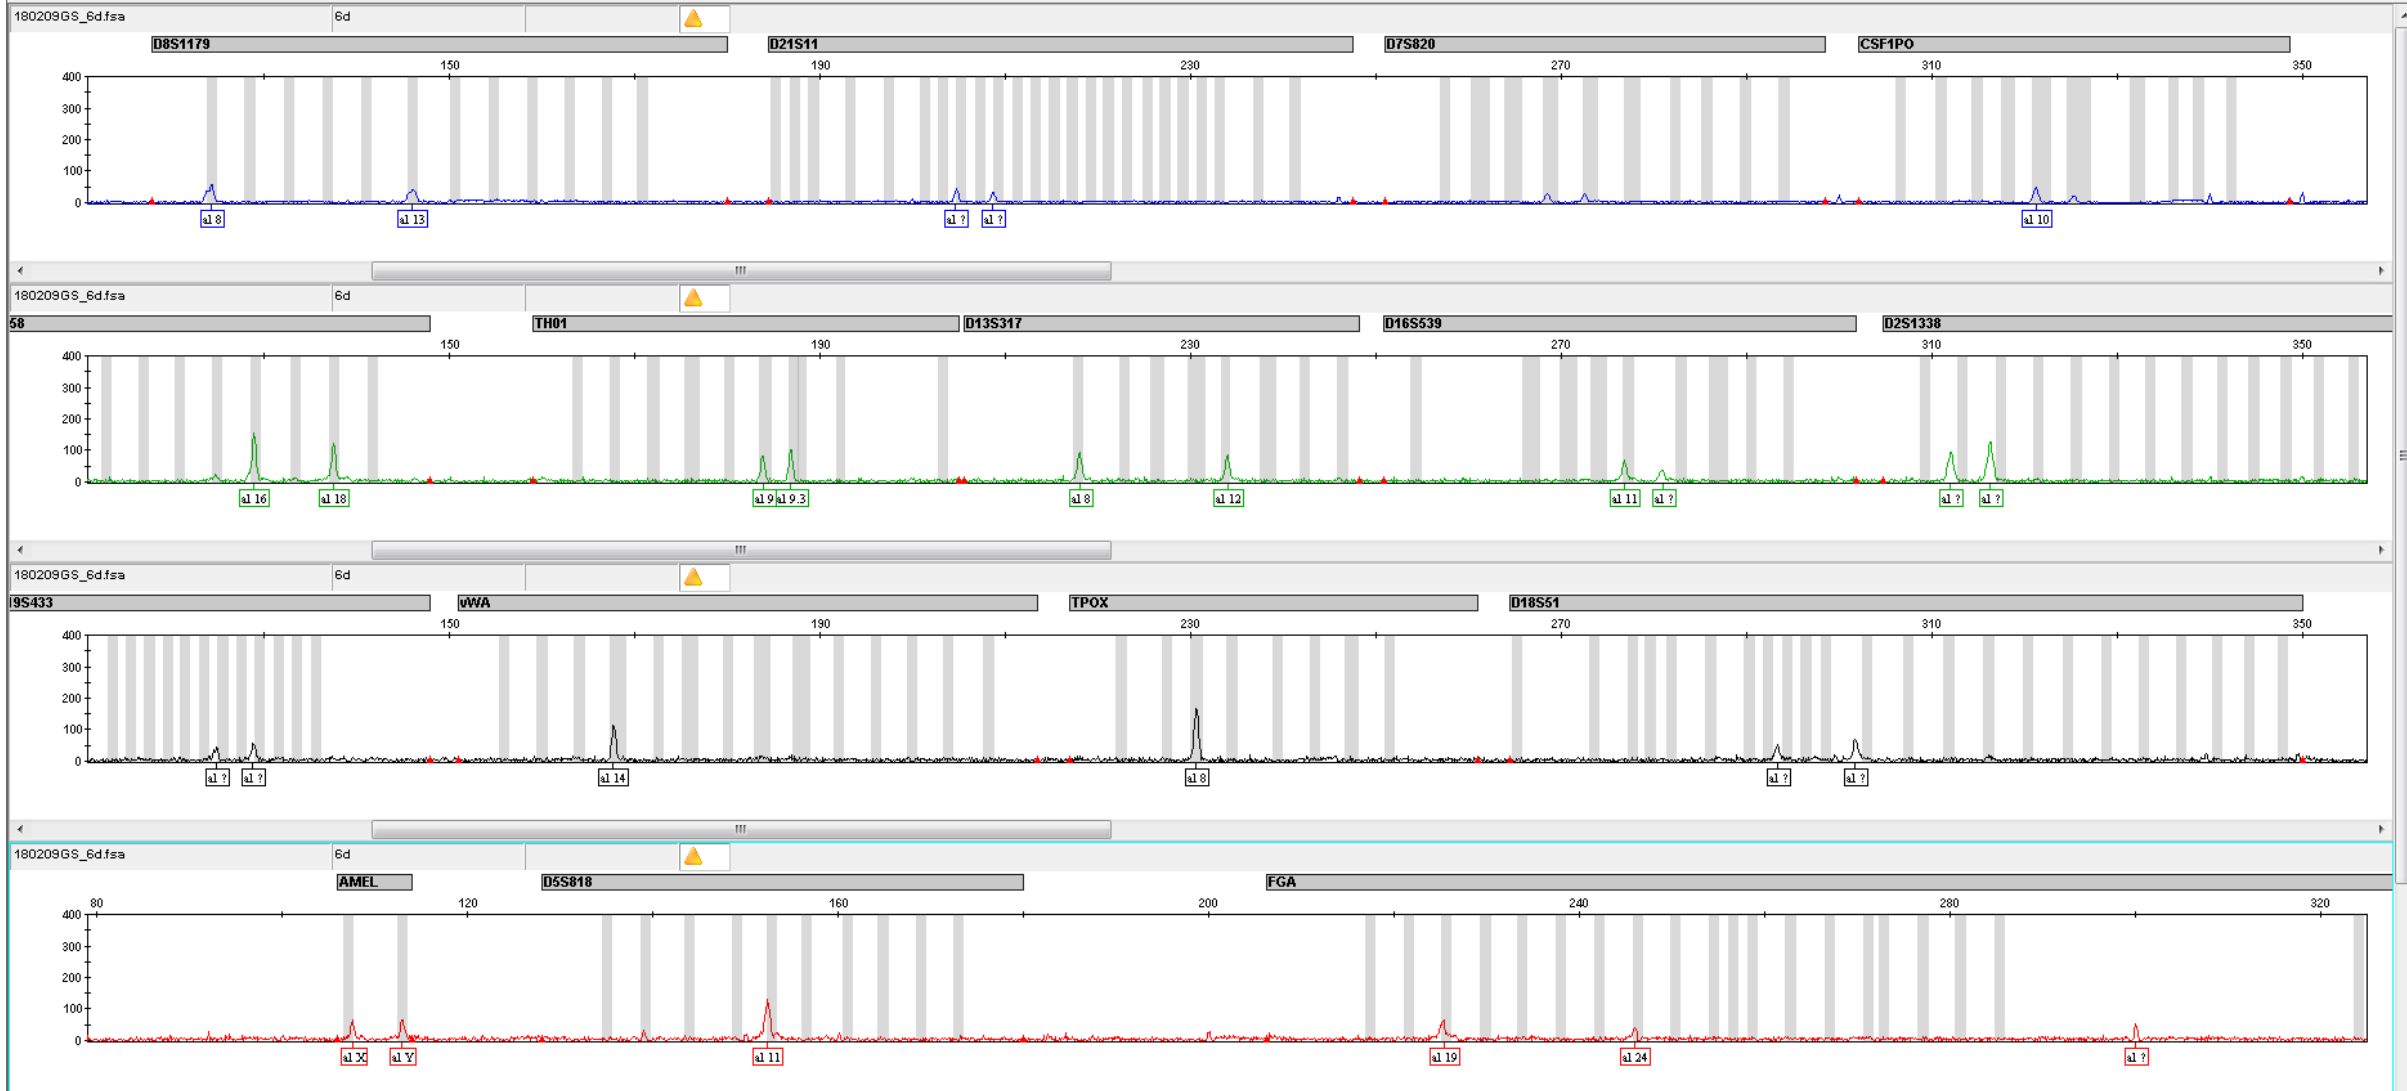 180209GS_6d.fsa 6d
D8S1179 D21S11 D7S820 CSF1PO
150 190 230 270 310 350
400
300
200
100
0
al 8 al 13 al ? al ? al 10
180209GS_6d.fsa 6d
58 TH01 D13S317 D16S539 D2S1338
150 190 230 270 310 350
400
300
200
100
0
al 16 al 18 al 9 al 9.3 al 8 al 12 al 11 al ? al ? al ?
180209GS_6d.fsa 6d
19S433 vWA TPOX D18S51
150 190 230 270 310 350
400
300
200
100
0
al ? al ? al 14 al 8 al ? al ?
180209GS_6d.fsa 6d
AMEL D5S818 FGA
80 120 160 200 240 280 320
400
300
200
100
0
al X al Y al 11 al 19 al 24 al ?